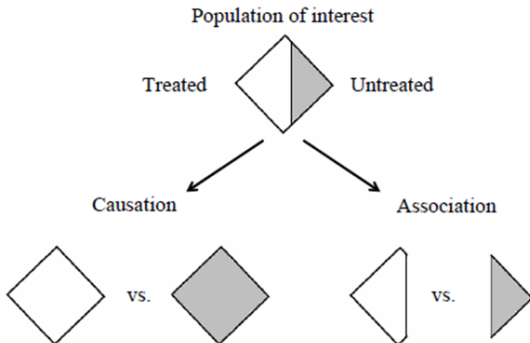 Population of interest
Treated
Untreated
Causation
Association
vs.
vs.